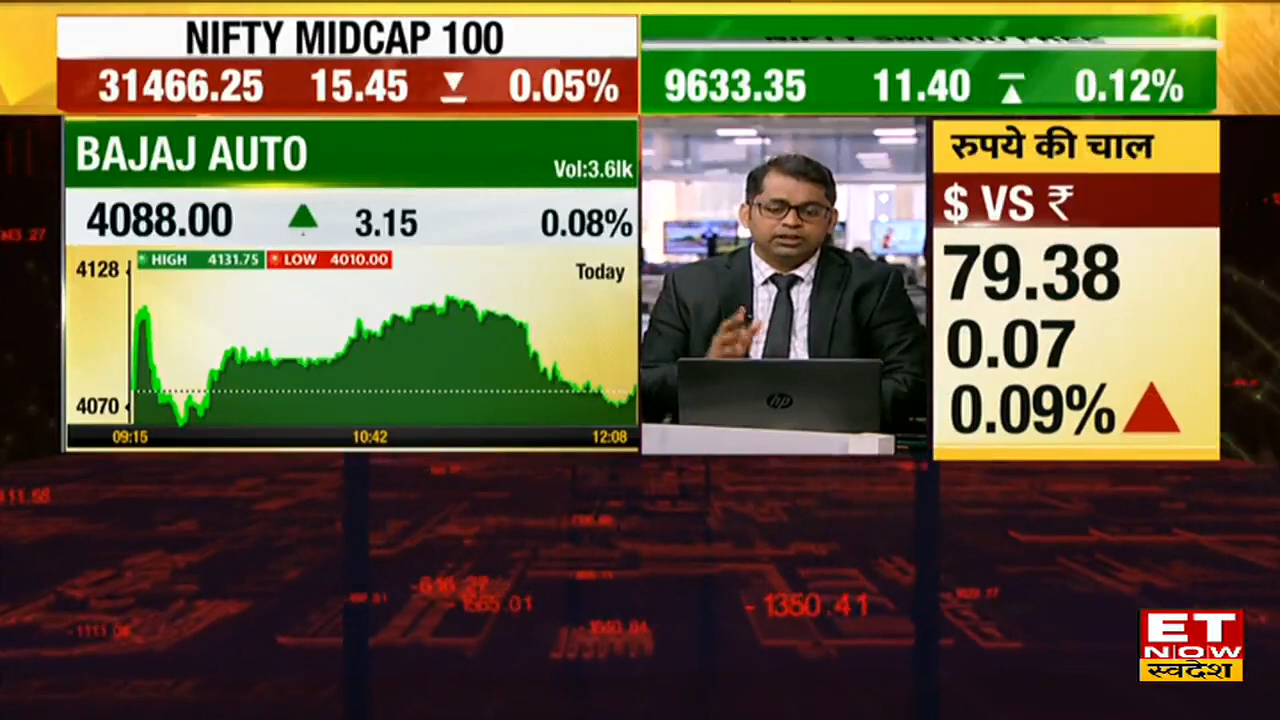 NIFTY MIDCAP 100
31466.25 15.45 0.05%
9633.35 11.40 0.12%
BAJAJ AUTO
Vol:3.6lk
4088.00 3.15 0.08%
HIGH 4131.75 LOW 4010.00
Today
4128
4070
09:15 10:42 12:08
hp
रुपये की चाल
$ VS ₹
79.38
0.07
0.09%
-1350.41
ET
NOW
स्वदेश